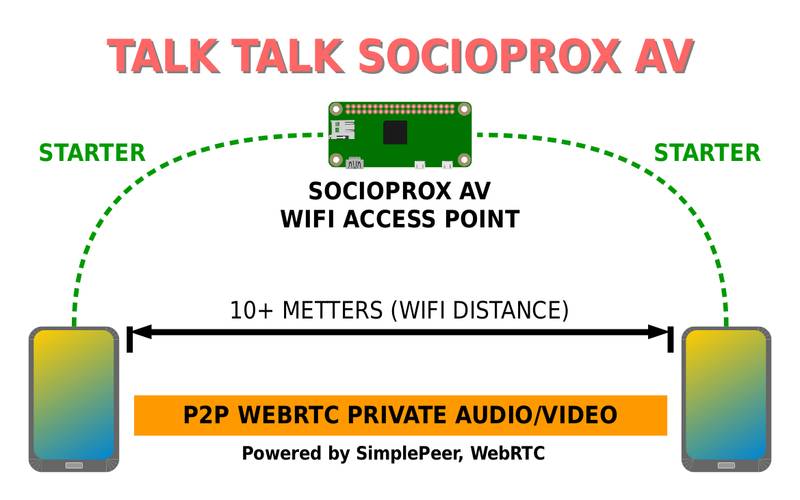 TALK TALK SOCIOPROX AV
STARTER
STARTER
SOCIOPROX AV
WIFI ACCESS POINT
10+ METTERS (WIFI DISTANCE)
P2P WEBRTC PRIVATE AUDIO/VIDEO
Powered by SimplePeer, WebRTC